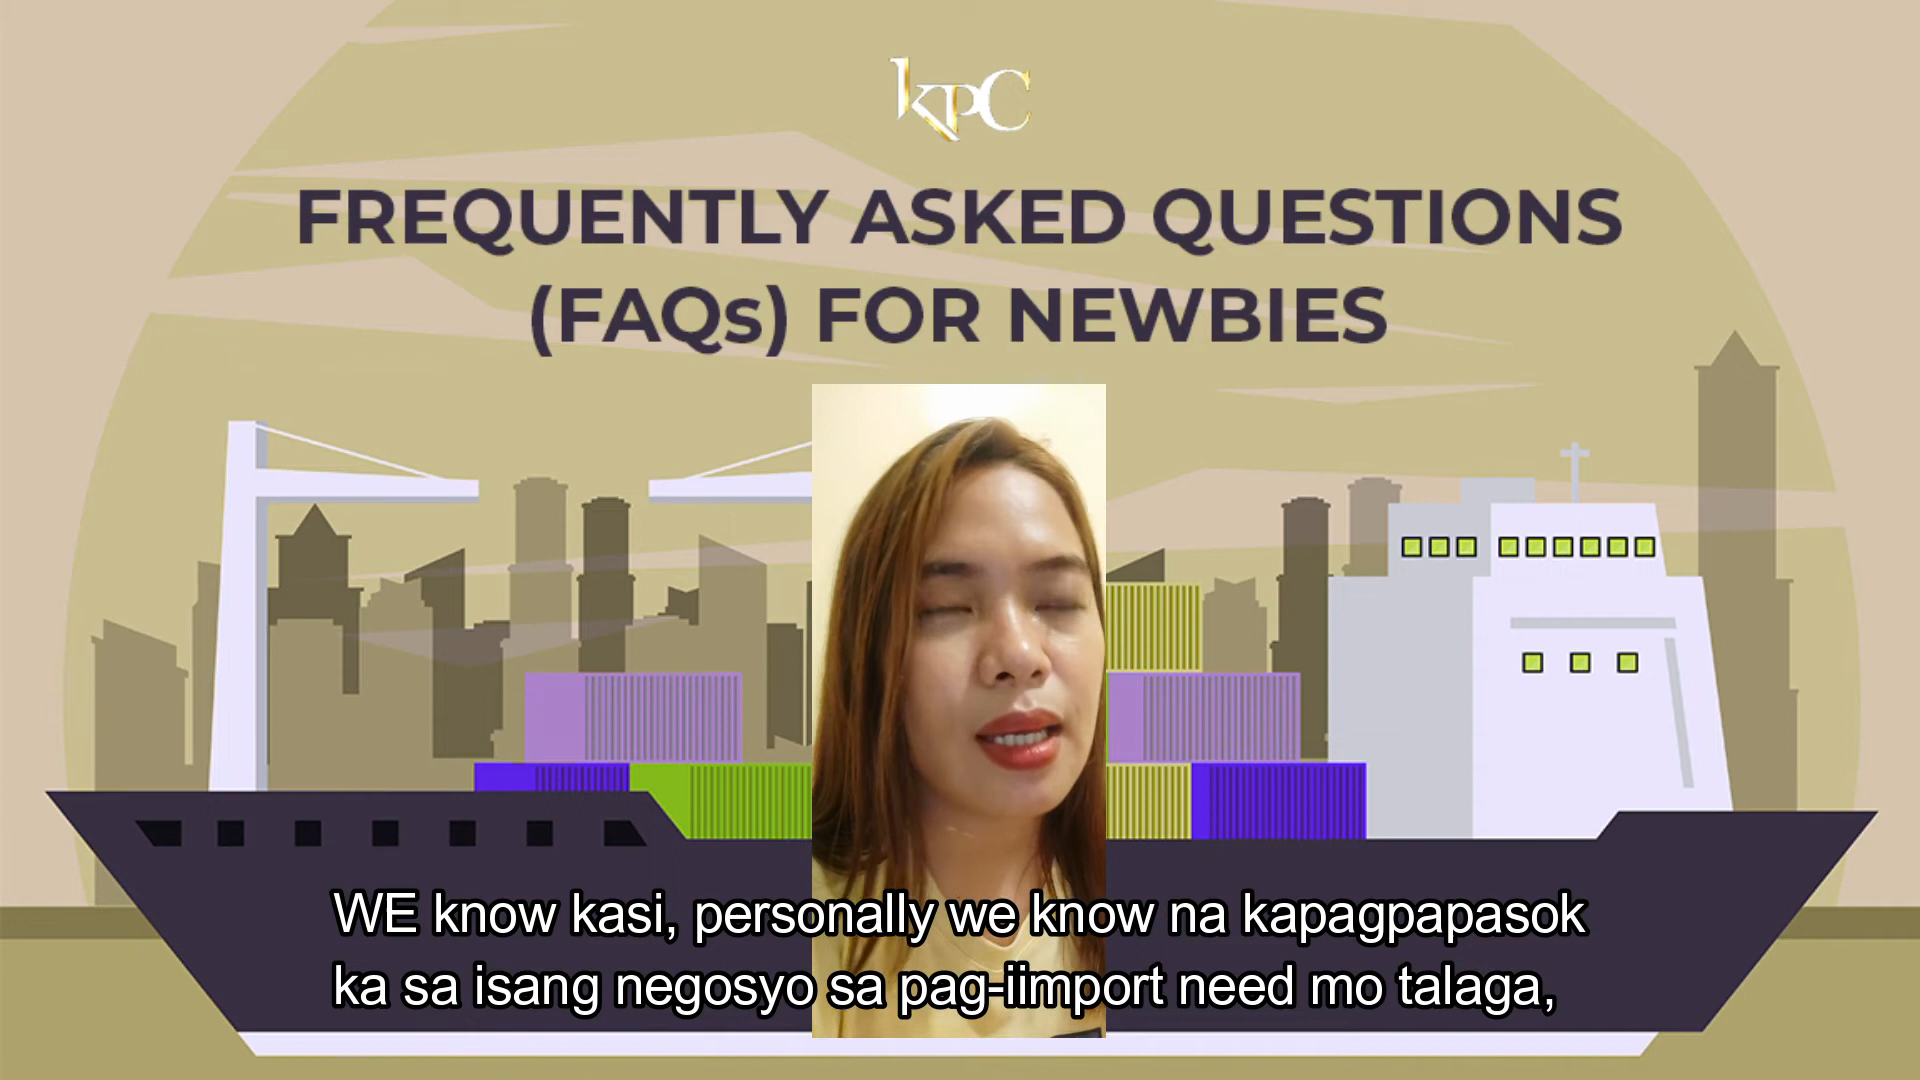 KPC
FREQUENTLY ASKED QUESTIONS
(FAQs) FOR NEWBIES
WE know kasi, personally we know na kapagpapasok
ka sa isang negosyo sa pag-iimport need mo talaga,